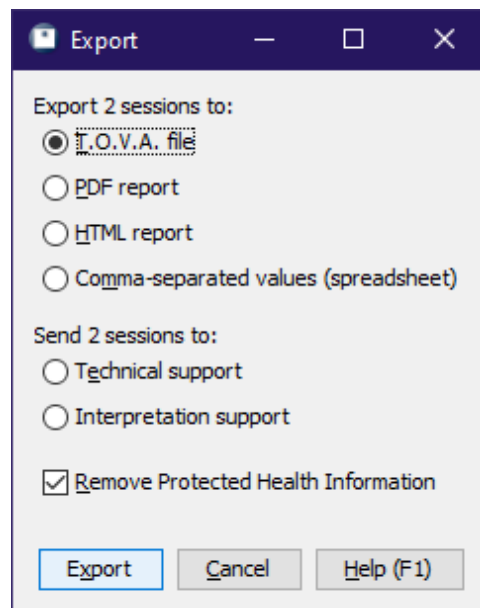 Export
Export 2 sessions to:
T.O.V.A. file
PDF report
HTML report
Comma-separated values (spreadsheet)
Send 2 sessions to:
Technical support
Interpretation support
Remove Protected Health Information
Export Cancel Help (F1)